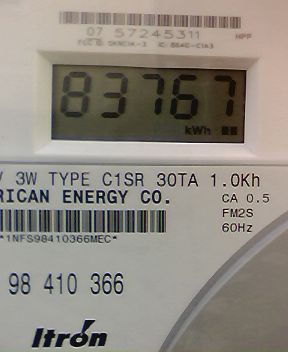 07 57245311
83767
kWh
V 3W TYPE C1SR 30TA 1.0Kh
RICAN ENERGY CO.
CA 0.5
FM2S
60Hz
*1NFS98410366MEC*
98 410 366
Itron